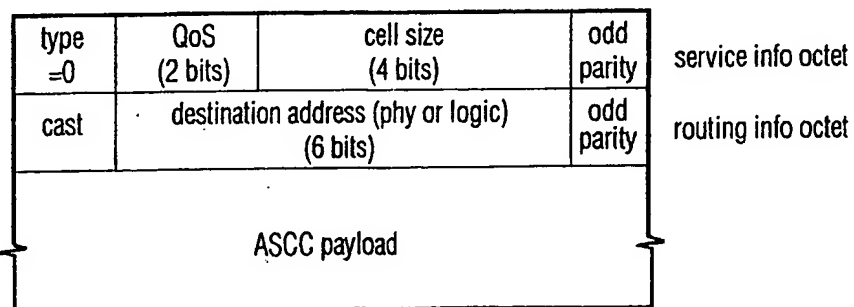 type
=0
QoS
(2 bits)
cell size
(4 bits)
odd
parity
service info octet
cast
destination address (phy or logic)
(6 bits)
odd
parity
routing info octet
ASCC payload